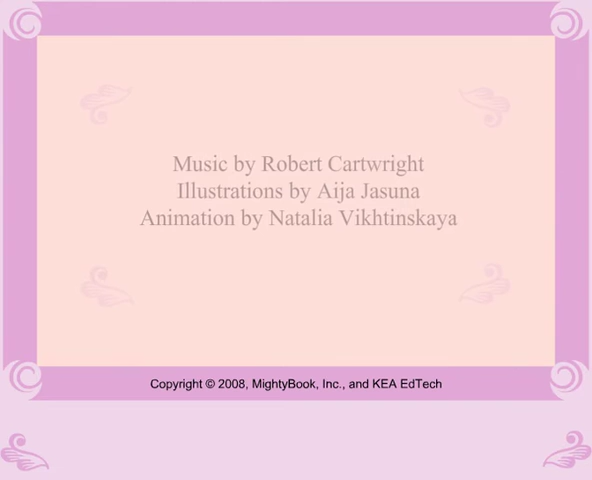 Music by Robert Cartwright
Illustrations by Aija Jasuna
Animation by Natalia Vikhtinskaya
Copyright © 2008, MightyBook, Inc., and KEA EdTech